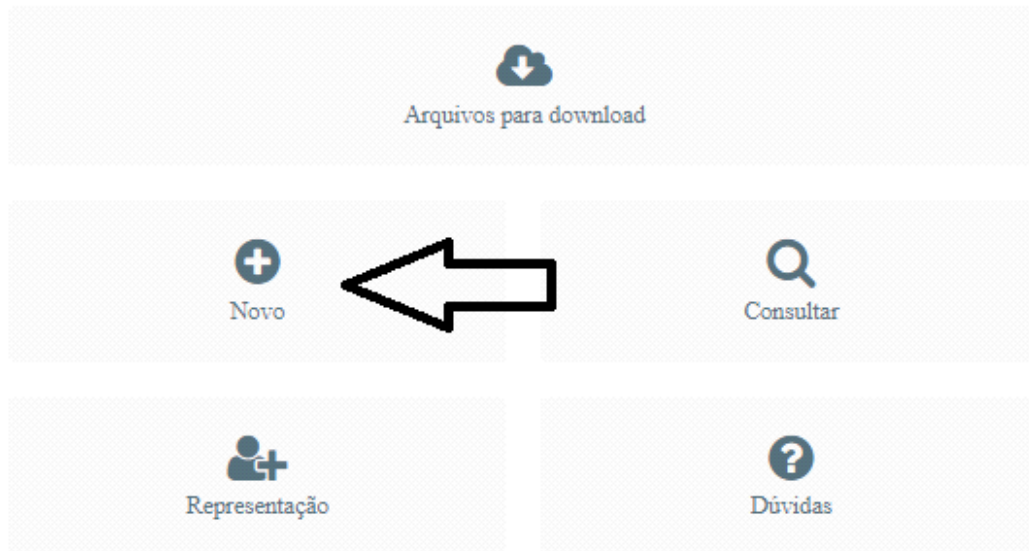 Arquivos para download
Novo
Consultar
Representação
Dúvidas